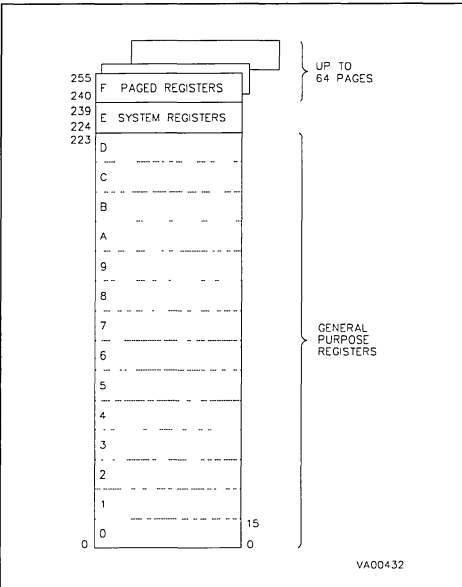 UP TO
64 PAGES
255
F PAGED REGISTERS
240
239
E SYSTEM REGISTERS
224
223
D
C
B
A
9
8
7
GENERAL
PURPOSE
REGISTERS
6
5
4
3
2
1
15
0
0
0
VA00432